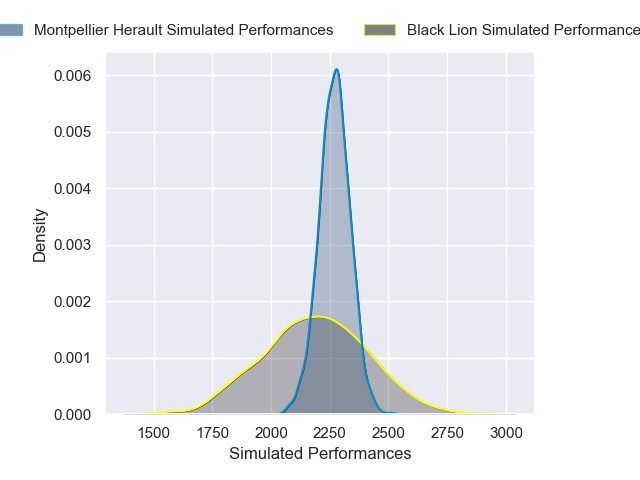 Montpellier Herault Simulated Performances
Black Lion Simulated Performance
0.006
0.005
0.004
0.003
0.002
0.001
0.000
Density
1500 1750 2000 2250 2500 2750 3000
Simulated Performances